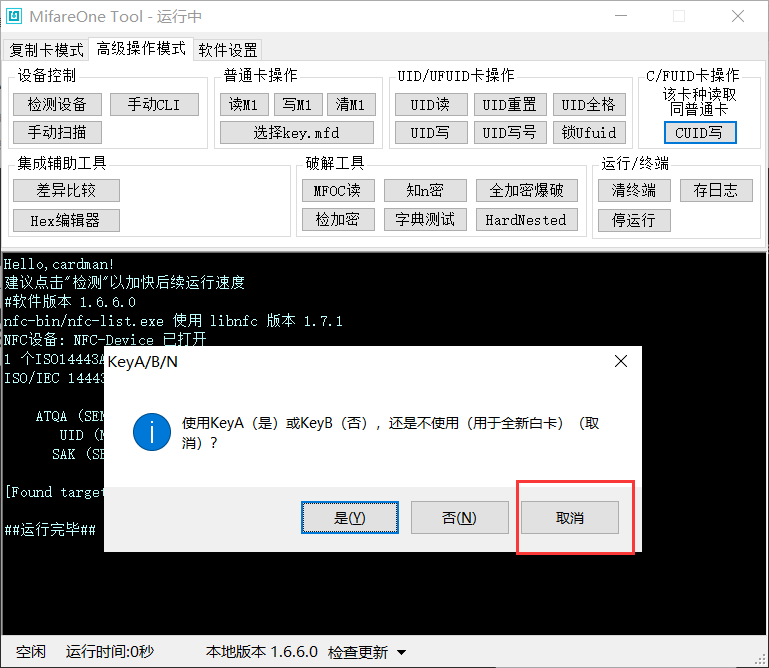 MifareOne Tool - 运行中
复制卡模式 高级操作模式 软件设置
设备控制
检测设备 手动CLI
手动扫描
普通卡操作
读M1 写M1 清M1
选择key.mfd
UID/UFUID卡操作
UID读 UID重置 UID全格
UID写 UID写号 锁Ufuid
C/FUID卡操作
该卡种读取
同普通卡
CUID写
集成辅助工具
差异比较
Hex编辑器
破解工具
MFOC读 知n密 全加密爆破
检加密 字典测试 HardNested
运行/终端
清终端 存日志
停运行
Hello,cardman!
建议点击"检测"以加快后续运行速度
#软件版本 1.6.6.0
nfc-bin/nfc-list.exe 使用 libnfc 版本 1.7.1
NFC设备: NFC-Device 已打开
1 个ISO14443A
ISO/IEC 14443
ATQA (SEN
UID (N
SAK (SE
[Found target
##运行完毕##
KeyA/B/N
使用KeyA（是）或KeyB（否），还是不使用（用于全新白卡）（取
消）？
是(Y) 否(N) 取消
空闲 运行时间:0秒 本地版本 1.6.6.0 检查更新